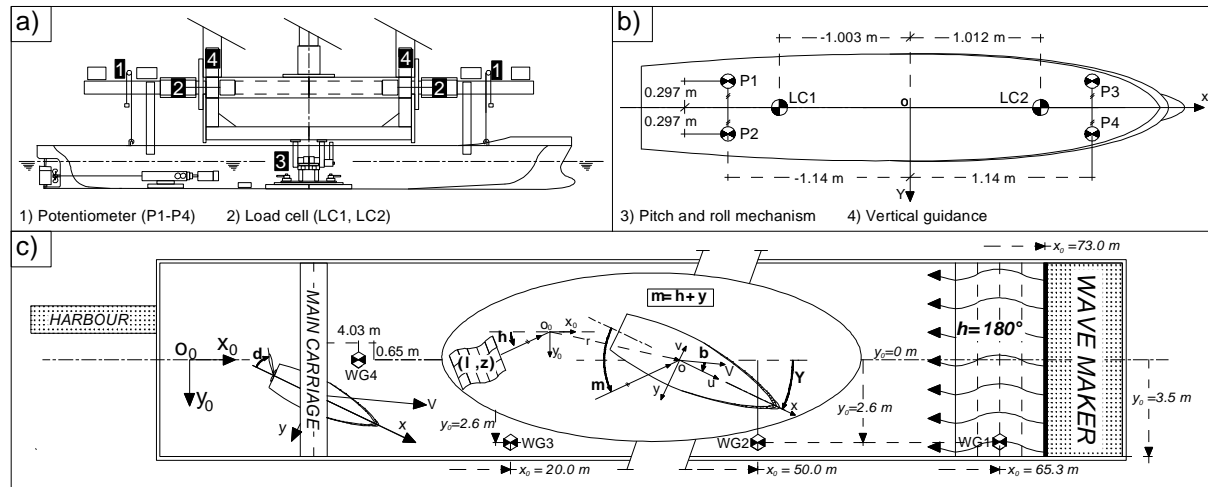 a)
4
4
1
2
2
1
3
1) Potentiometer (P1-P4) 2) Load cell (LC1, LC2)
b)
-1.003 m
1.012 m
P1
P3
0.297 m
LC1
o
LC2
x
0.297 m
P2
P4
-1.14 m
1.14 m
Y
3) Pitch and roll mechanism 4) Vertical guidance
c)
x₀ =73.0 m
HARBOUR
MAIN CARRIAGE
4.03 m
0.65 m
WG4
O₀
X₀
y₀
d
V
x
y
m= h+ y
h
o₀
x₀
y₀
r
(l ,z)
m
v
b
V
o
u
y
x
Y
y₀=0 m
h= 180°
WAVE MAKER
y₀=2.6 m
y₀=2.6 m
y₀= 3.5 m
WG3
WG2
WG1
x₀ = 20.0 m
x₀ = 50.0 m
x₀ = 65.3 m